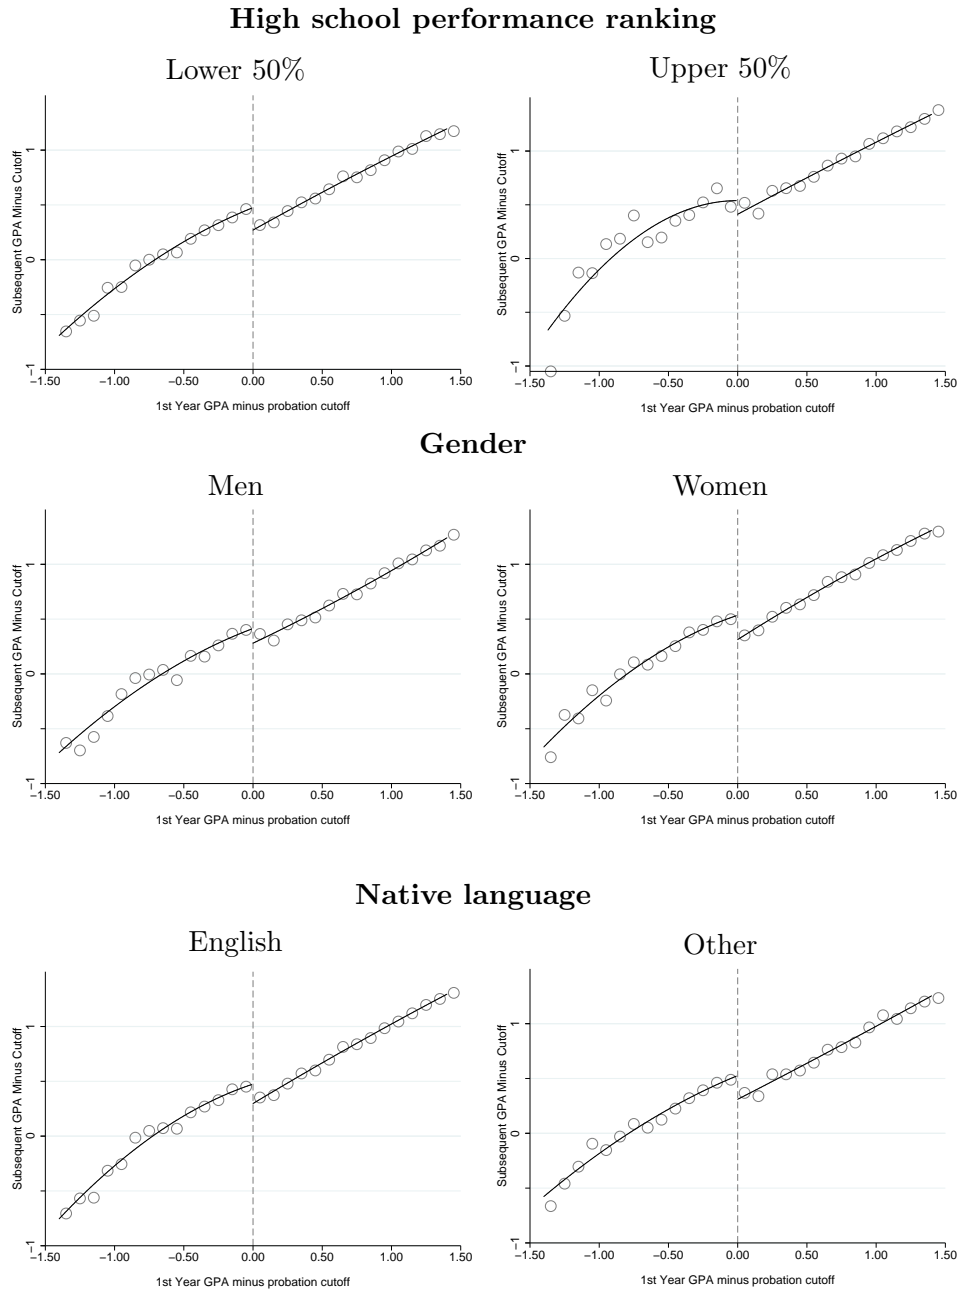 High school performance ranking
Lower 50%
Upper 50%
Subsequent GPA Minus Cutoff
1
0
−1
−1.50 −1.00 −0.50 0.00 0.50 1.00 1.50
1st Year GPA minus probation cutoff
Subsequent GPA Minus Cutoff
1
0
−1
−1.50 −1.00 −0.50 0.00 0.50 1.00 1.50
1st Year GPA minus probation cutoff
Gender
Men
Women
Subsequent GPA Minus Cutoff
1
0
−1
−1.50 −1.00 −0.50 0.00 0.50 1.00 1.50
1st Year GPA minus probation cutoff
Subsequent GPA Minus Cutoff
1
0
−1
−1.50 −1.00 −0.50 0.00 0.50 1.00 1.50
1st Year GPA minus probation cutoff
Native language
English
Other
Subsequent GPA Minus Cutoff
1
0
−1
−1.50 −1.00 −0.50 0.00 0.50 1.00 1.50
1st Year GPA minus probation cutoff
Subsequent GPA Minus Cutoff
1
0
−1
−1.50 −1.00 −0.50 0.00 0.50 1.00 1.50
1st Year GPA minus probation cutoff